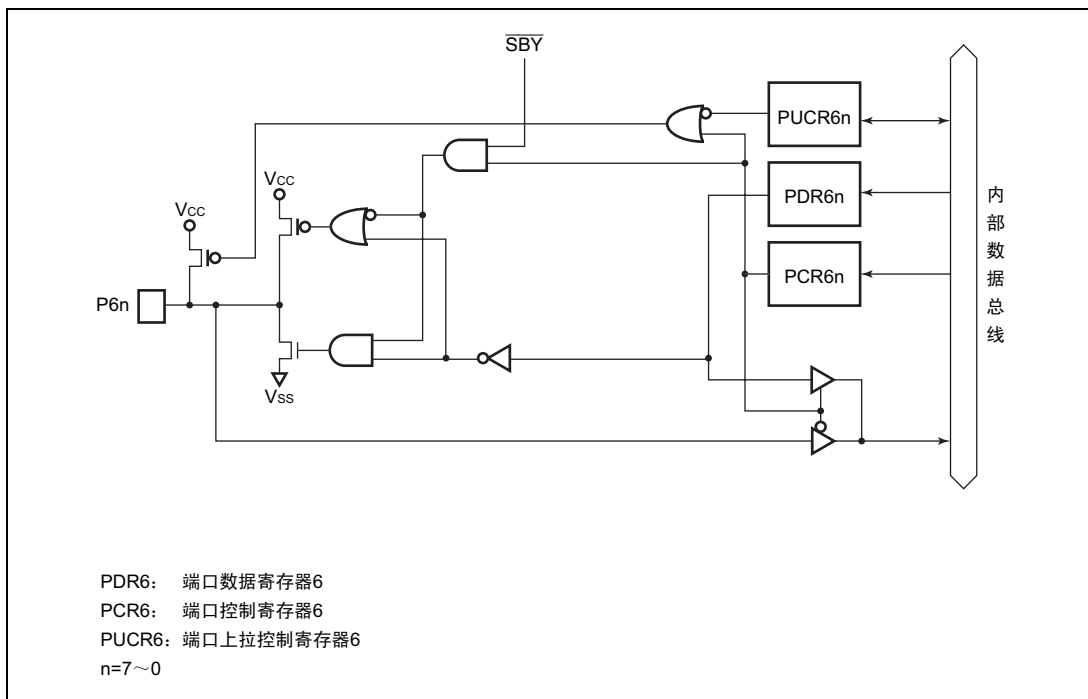 SBY
PUCR6n
VCC
PDR6n
VCC
PCR6n
P6n
VSS
内部数据总线
PDR6： 端口数据寄存器6
PCR6： 端口控制寄存器6
PUCR6：端口上拉控制寄存器6
n=7～0